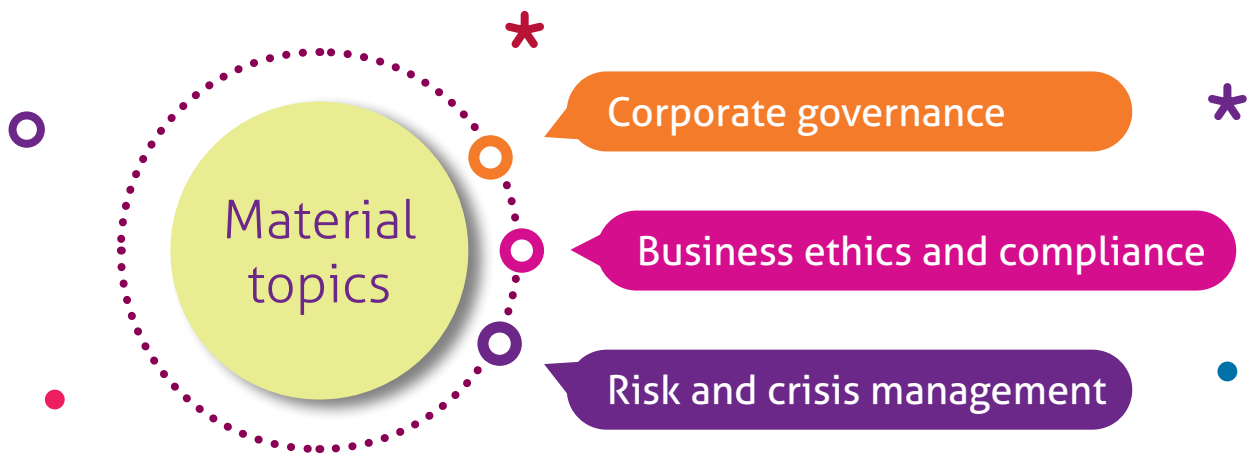 Material
topics
Corporate governance
Business ethics and compliance
Risk and crisis management